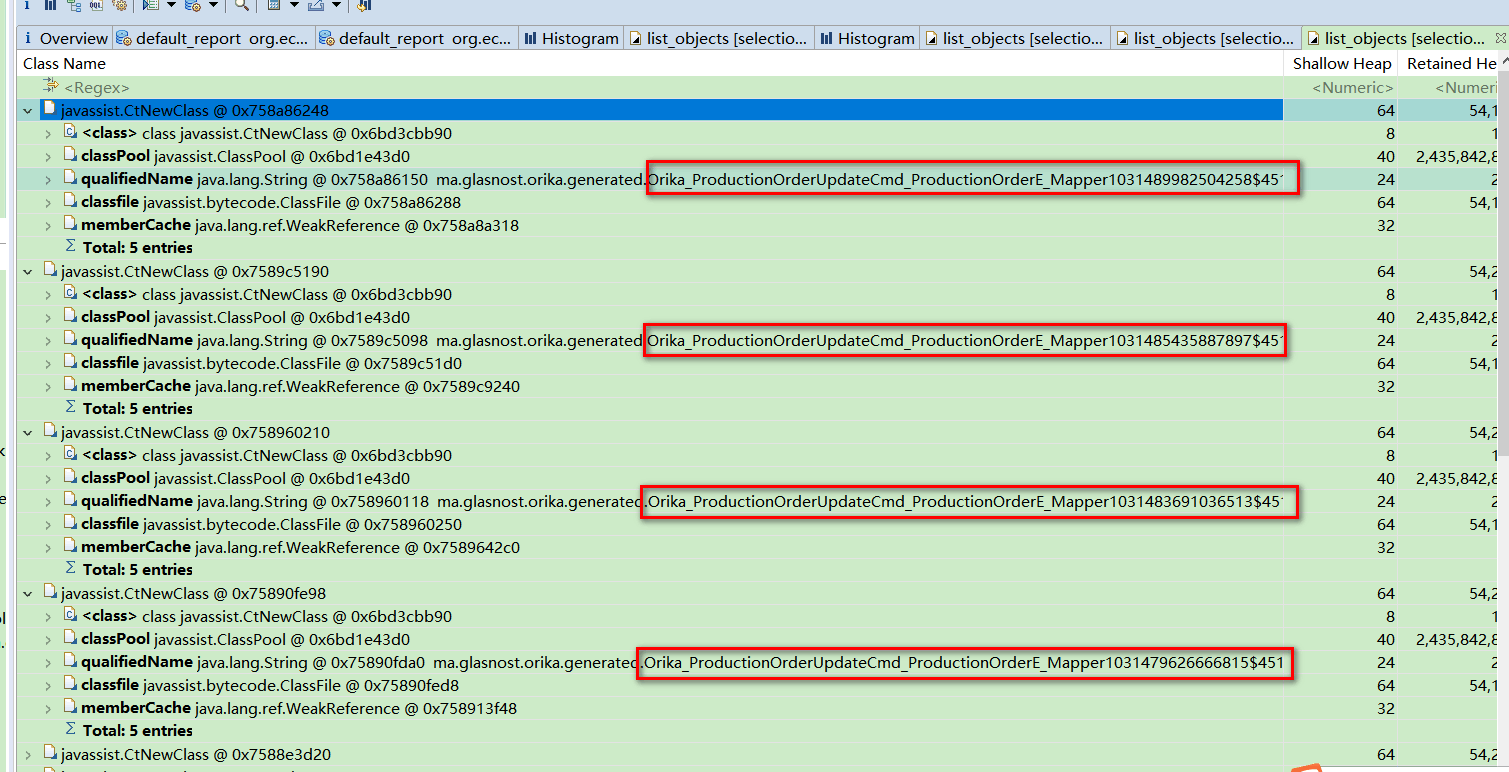 i Overview default_report org.ec... default_report org.ec... Histogram list_objects [selectio... Histogram list_objects [selectio... list_objects [selectio... list_objects [selectio...
Class Name Shallow Heap Retained He
<Regex> <Numeric> <Numeri
javassist.CtNewClass @ 0x758a86248 64 54,1
<class> class javassist.CtNewClass @ 0x6bd3cbb90 8 1
classPool javassist.ClassPool @ 0x6bd1e43d0 40 2,435,842,8
qualifiedName java.lang.String @ 0x758a86150 ma.glasnost.orika.generated.Orika_ProductionOrderUpdateCmd_ProductionOrderE_Mapper1031489982504258$451 24 2
classfile javassist.bytecode.ClassFile @ 0x758a86288 64 54,1
memberCache java.lang.ref.WeakReference @ 0x758a8a318 32
Σ Total: 5 entries
javassist.CtNewClass @ 0x7589c5190 64 54,2
<class> class javassist.CtNewClass @ 0x6bd3cbb90 8 1
classPool javassist.ClassPool @ 0x6bd1e43d0 40 2,435,842,8
qualifiedName java.lang.String @ 0x7589c5098 ma.glasnost.orika.generated.Orika_ProductionOrderUpdateCmd_ProductionOrderE_Mapper1031485435887897$451 24 2
classfile javassist.bytecode.ClassFile @ 0x7589c51d0 64 54,1
memberCache java.lang.ref.WeakReference @ 0x7589c9240 32
Σ Total: 5 entries
javassist.CtNewClass @ 0x758960210 64 54,2
<class> class javassist.CtNewClass @ 0x6bd3cbb90 8 1
classPool javassist.ClassPool @ 0x6bd1e43d0 40 2,435,842,8
qualifiedName java.lang.String @ 0x758960118 ma.glasnost.orika.generated.Orika_ProductionOrderUpdateCmd_ProductionOrderE_Mapper1031483691036513$451 24 2
classfile javassist.bytecode.ClassFile @ 0x758960250 64 54,1
memberCache java.lang.ref.WeakReference @ 0x7589642c0 32
Σ Total: 5 entries
javassist.CtNewClass @ 0x75890fe98 64 54,2
<class> class javassist.CtNewClass @ 0x6bd3cbb90 8 1
classPool javassist.ClassPool @ 0x6bd1e43d0 40 2,435,842,8
qualifiedName java.lang.String @ 0x75890fda0 ma.glasnost.orika.generated.Orika_ProductionOrderUpdateCmd_ProductionOrderE_Mapper1031479626666815$451 24 2
classfile javassist.bytecode.ClassFile @ 0x75890fed8 64 54,1
memberCache java.lang.ref.WeakReference @ 0x758913f48 32
Σ Total: 5 entries
javassist.CtNewClass @ 0x7588e3d20 64 54,2